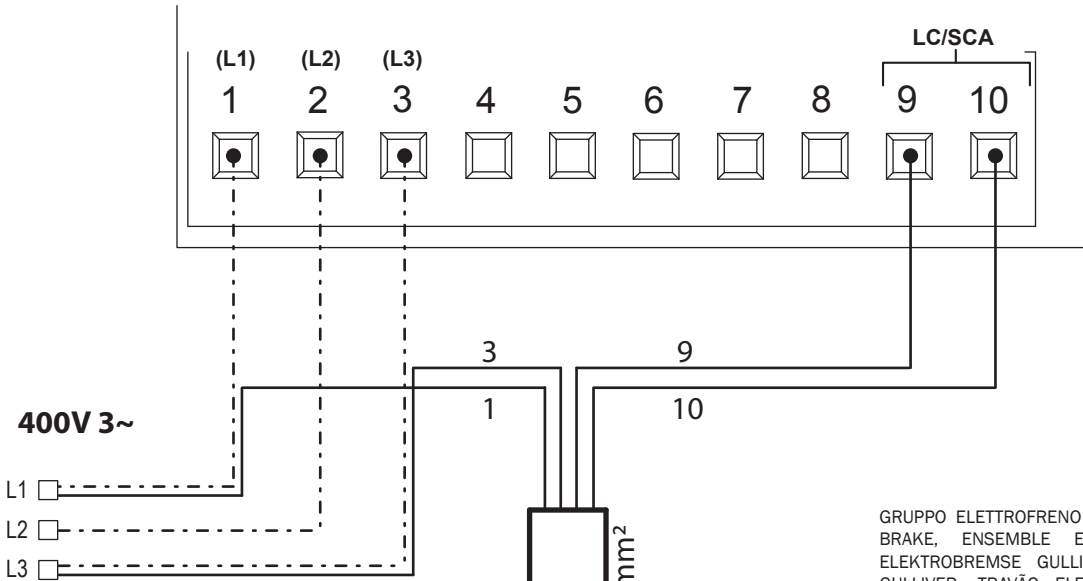 LC/SCA
(L1) (L2) (L3)
1 2 3 4 5 6 7 8 9 10
3 9
1 10
400V 3~
L1
L2
L3
mm²
GRUPPO ELETTROFRENO
BRAKE, ENSEMBLE E
ELEKTROBREMSE GULLI